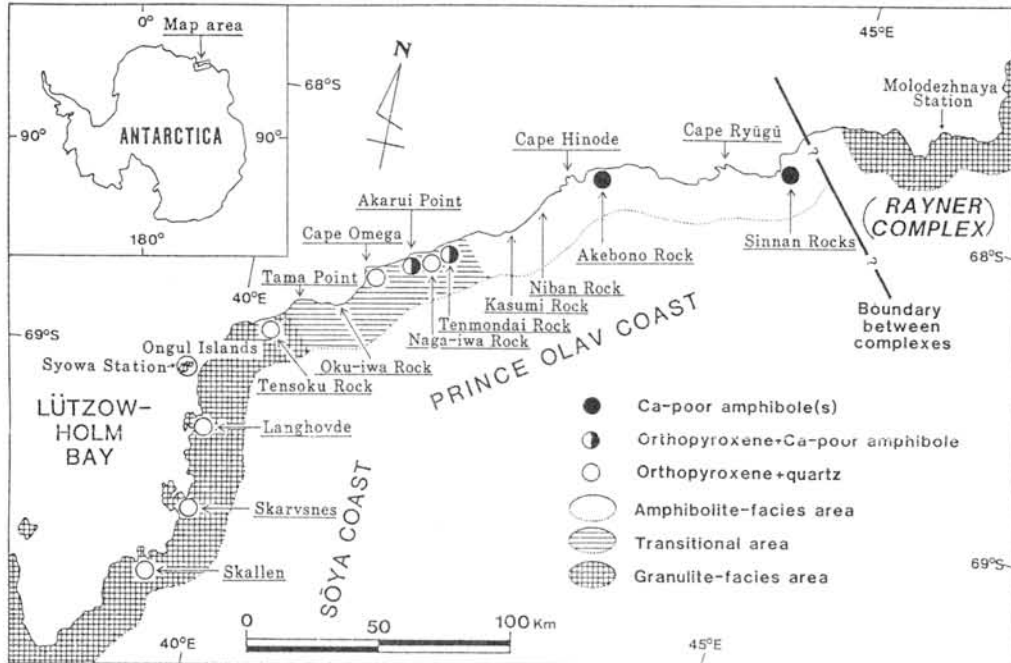 0°
Map area
90°
ANTARCTICA
90°
180°
N
45°E
68°S
Molodezhnaya
Station
Cape Ryūgū
Cape Hinode
Akarui Point
Cape Omega
Tama Point
40°E
69°S
(RAYNER
COMPLEX)
68°S
?
?
Sinnan Rocks
Akebono Rock
Niban Rock
Kasumi Rock
Tenmondai Rock
Naga-iwa Rock
Oku-iwa Rock
Tensoku Rock
Ongul Islands
Syowa Station
Boundary
between
complexes
PRINCE OLAV COAST
LÜTZOW-
HOLM
BAY
Langhovde
Skarvsnes
Skallen
SŌYA COAST
Ca-poor amphibole(s)
Orthopyroxene+Ca-poor amphibole
Orthopyroxene+quartz
Amphibolite-facies area
Transitional area
Granulite-facies area
69°S
0
50
100 Km
40°E
45°E